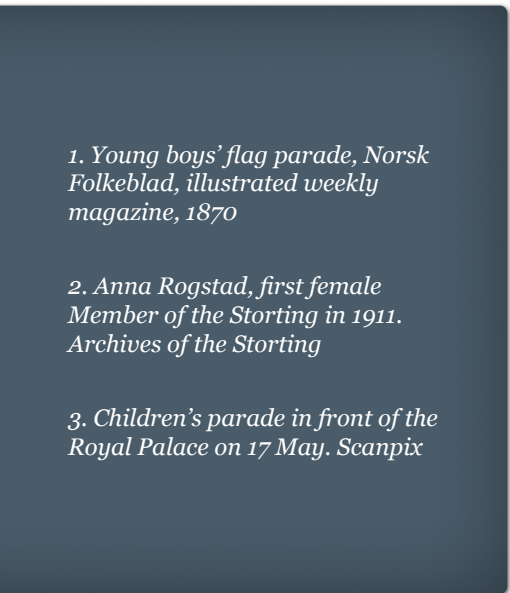 1. Young boys’ flag parade, Norsk
Folkeblad, illustrated weekly
magazine, 1870
2. Anna Rogstad, first female
Member of the Storting in 1911.
Archives of the Storting
3. Children’s parade in front of the
Royal Palace on 17 May. Scanpix